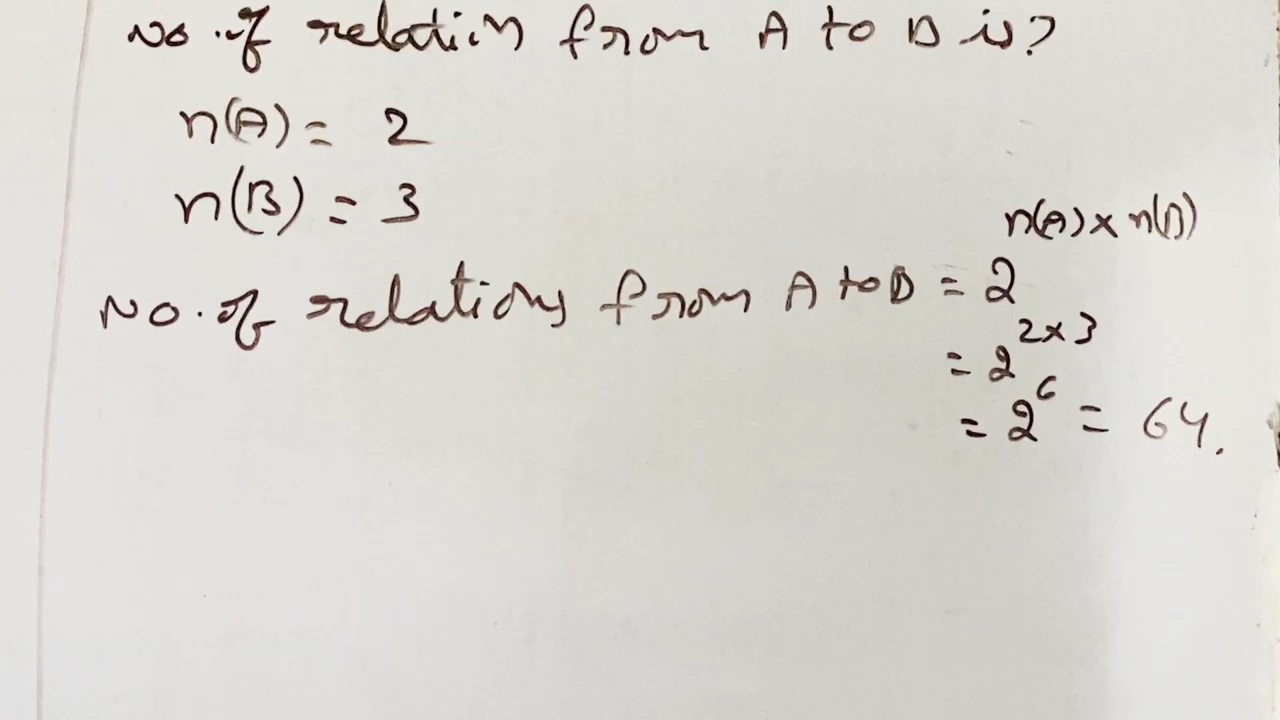 No. of relation from A to B is?
n(A) = 2
n(B) = 3
No. of relations from A to B = 2^{n(A) x n(B)}
= 2^{2x3}
= 2^6 = 64.